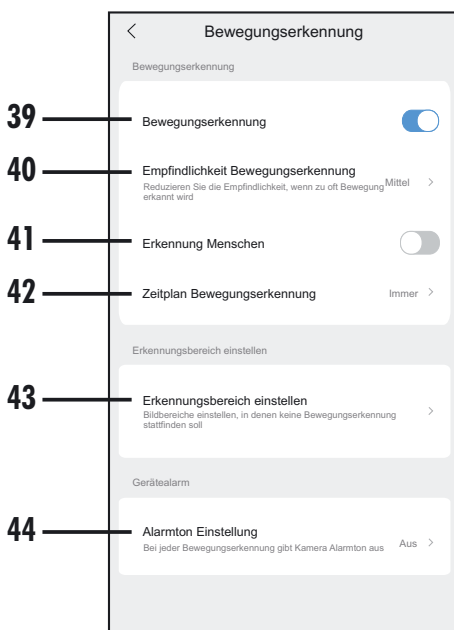 Bewegungserkennung
Bewegungserkennung
39
Bewegungserkennung
40
Empfindlichkeit Bewegungserkennung
Reduzieren Sie die Empfindlichkeit, wenn zu oft Bewegung Mittel
erkannt wird
41
Erkennung Menschen
42
Zeitplan Bewegungserkennung Immer
Erkennungsbereich einstellen
43
Erkennungsbereich einstellen
Bildbereiche einstellen, in denen keine Bewegungserkennung
stattfinden soll
Gerätealarm
44
Alarmton Einstellung
Bei jeder Bewegungserkennung gibt Kamera Alarmton aus Aus